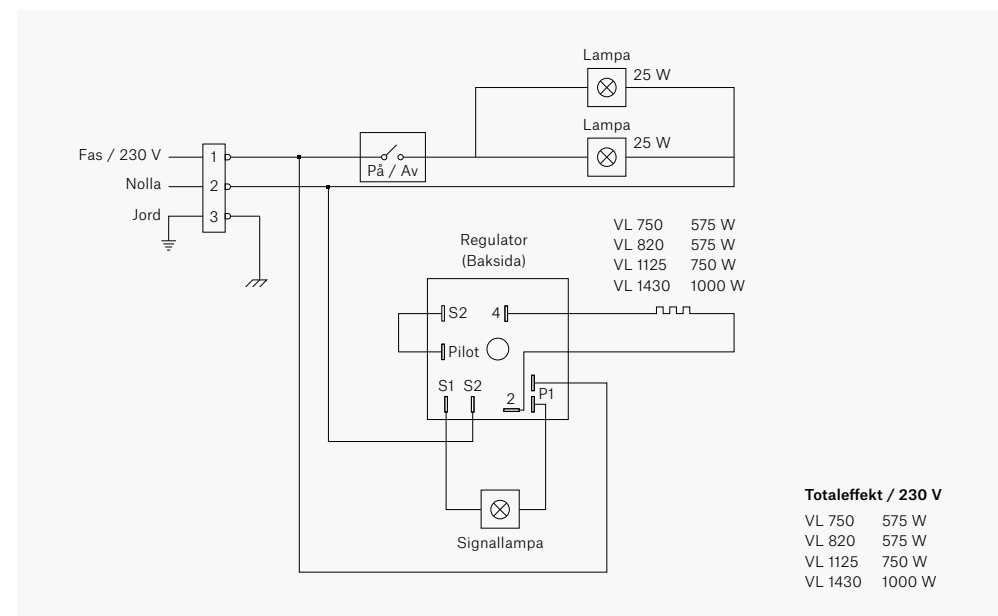 Lampa
25 W
Lampa
25 W
Fas / 230 V
1
På / Av
Nolla
2
Jord
3
VL 750 575 W
VL 820 575 W
VL 1125 750 W
VL 1430 1000 W
Regulator
(Baksida)
S2
4
Pilot
S1 S2
2
P1
Signallampa
Totaleffekt / 230 V
VL 750 575 W
VL 820 575 W
VL 1125 750 W
VL 1430 1000 W